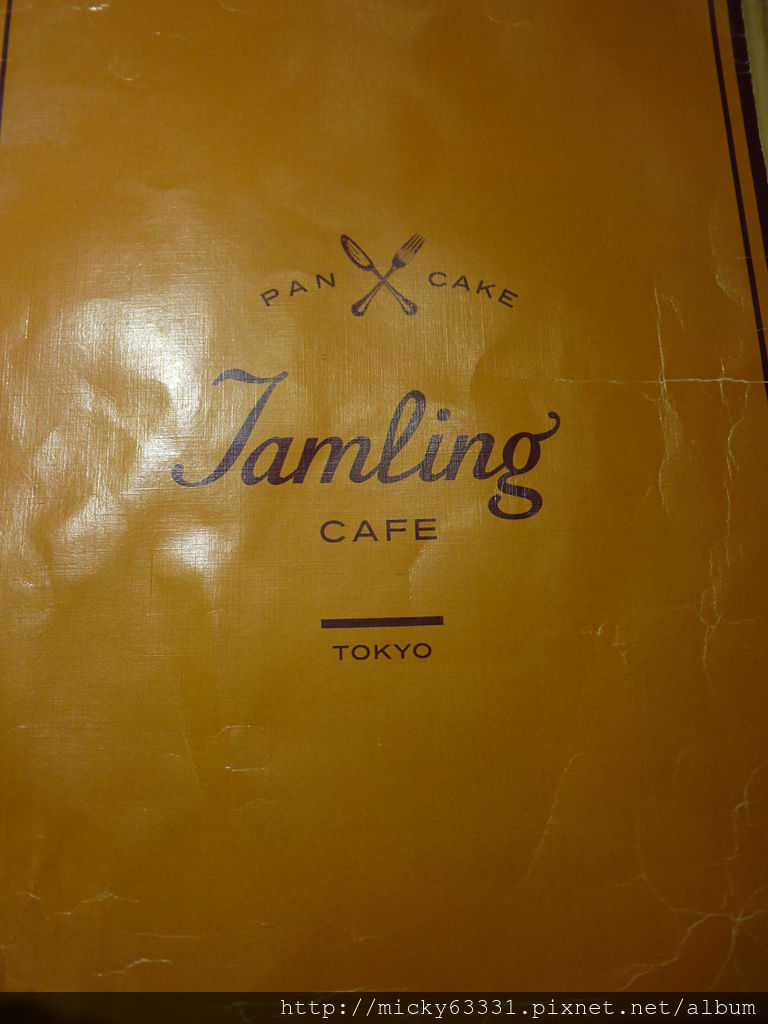 PAN CAKE
Jamling
CAFE
TOKYO
http://micky63331.pixnet.net/album